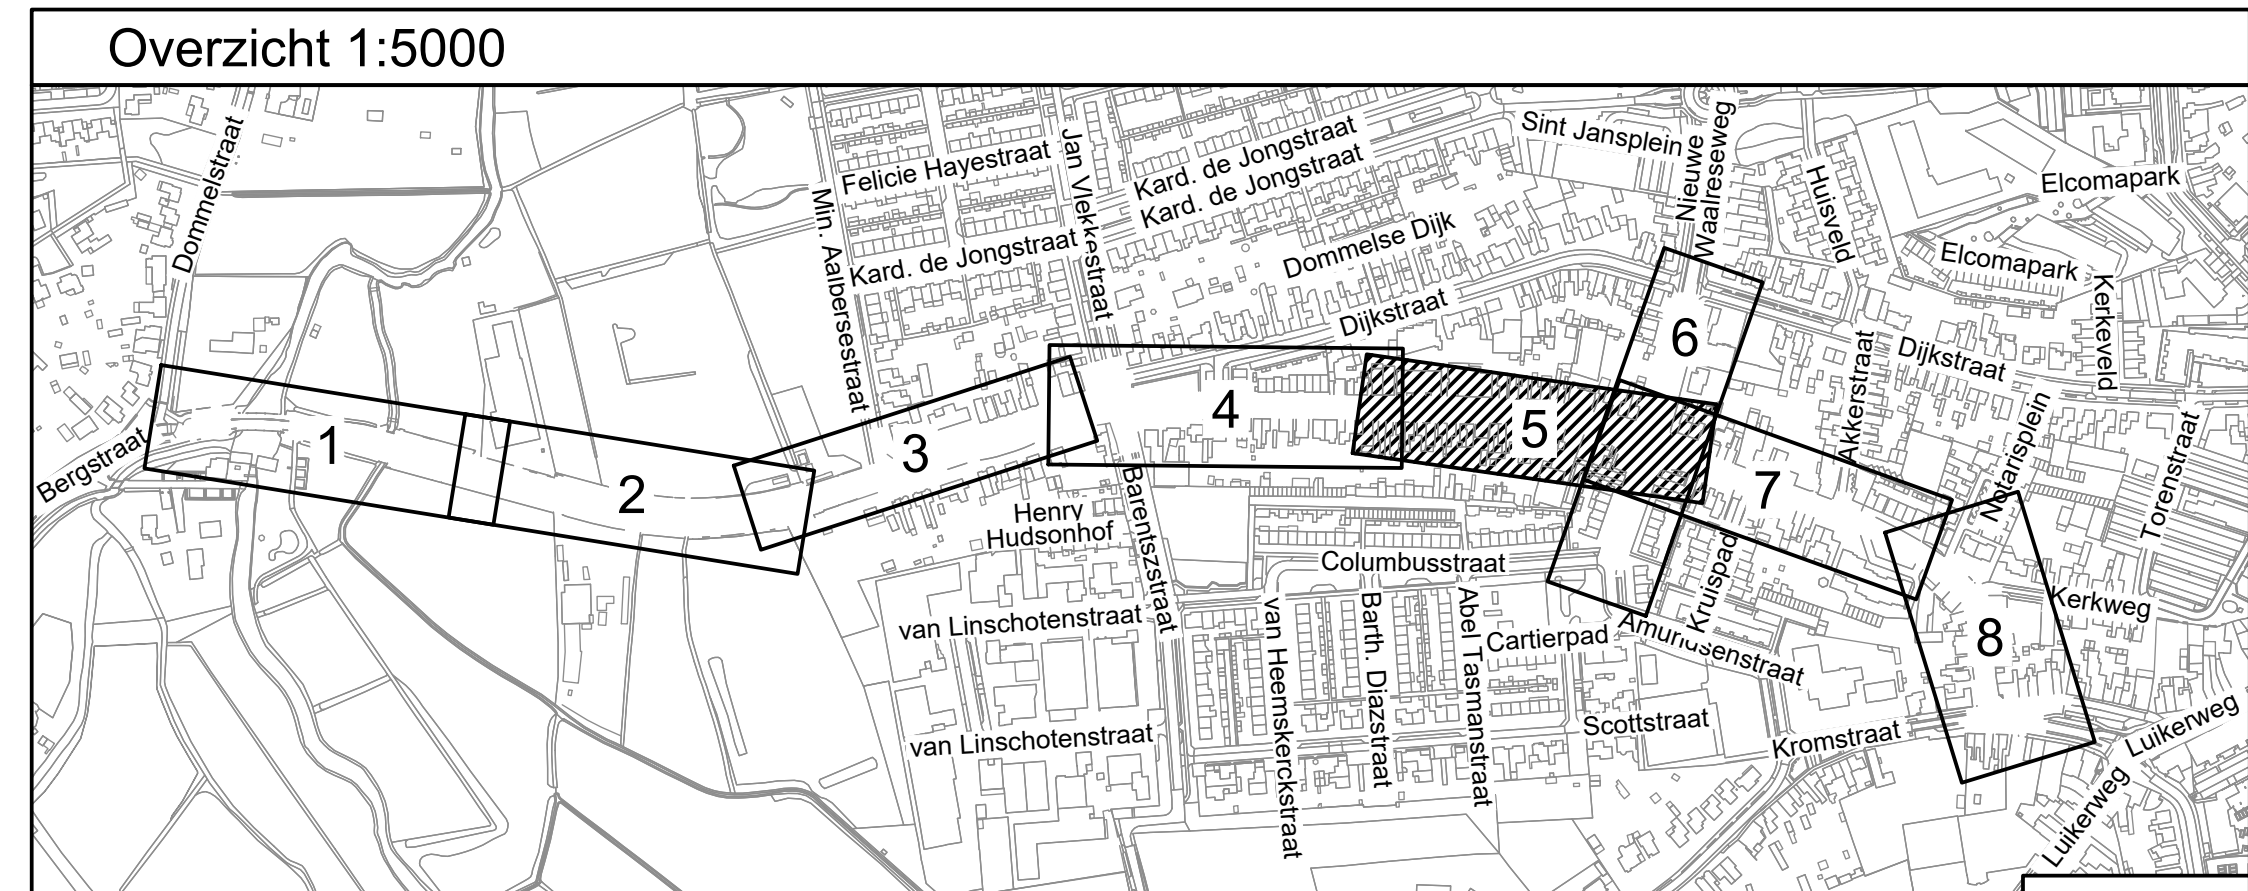 Overzicht 1:5000
Dommelstraat
Bergstraat
Min. Aalbersestraat
Felicie Hayestraat
Kard. de Jongstraat
Jan Vlekkestraat
Kard. de Jongstraat
Kard. de Jongstraat
Dommelse Dijk
Dijkstraat
Sint Jansplein
Nieuwe
Waalreseweg
Huisveld
Elcomapark
Elcomapark
Kerkeveld
Dijkstraat
Akkerstraat
Notarisplein
Torenstraat
1
2
3
4
5
6
7
8
Henry
Hudsonhof
Barentszstraat
Columbusstraat
van Linschotenstraat
van Linschotenstraat
van Heemskerckstraat
Barth. Diazstraat
Abel Tasmanstraat
Cartierpad
Kruispad
Amundsenstraat
Scottstraat
Kromstraat
Kerkweg
Luikerweg
Luikerweg